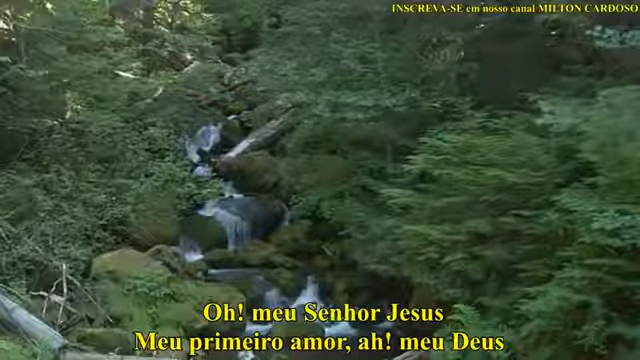 INSCREVA-SE em nosso canal MILTON CARDOSO
Oh! meu Senhor Jesus
Meu primeiro amor, ah! meu Deus